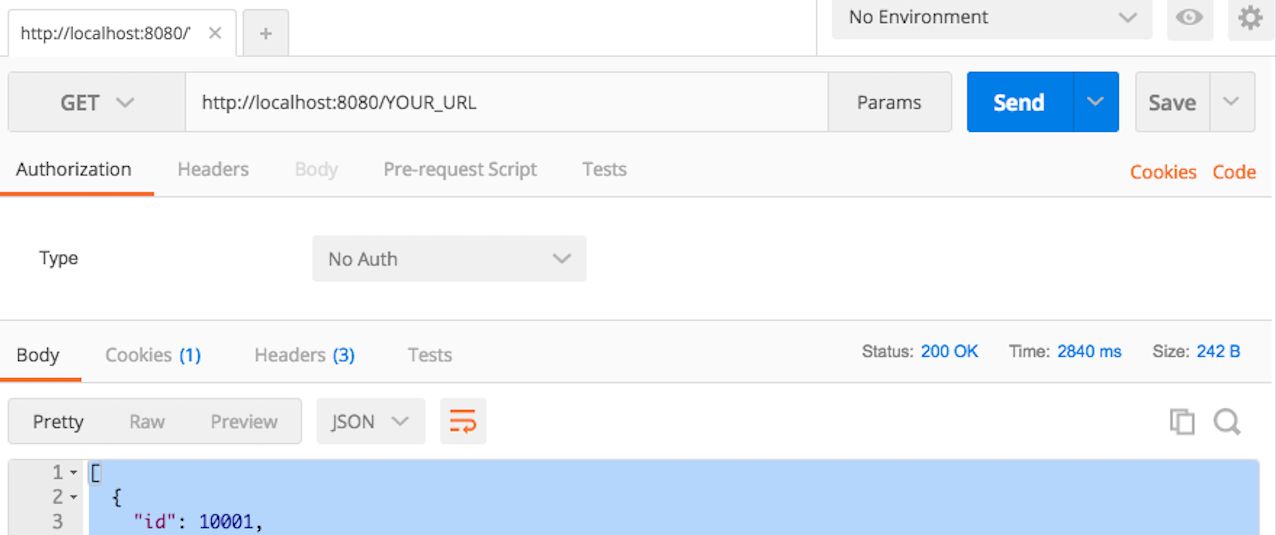 http://localhost:8080/' No Environment
GET http://localhost:8080/YOUR_URL Params Send Save
Authorization Headers Body Pre-request Script Tests Cookies Code
Type No Auth
Body Cookies (1) Headers (3) Tests Status: 200 OK Time: 2840 ms Size: 242 B
Pretty Raw Preview JSON
1 [
2 {
3 "id": 10001,